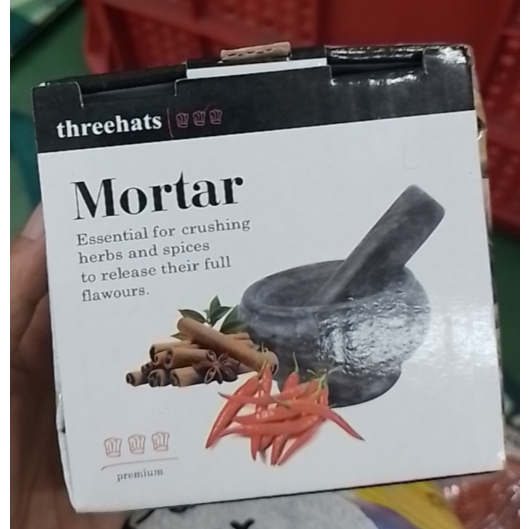 threehats
Mortar
Essential for crushing
herbs and spices
to release their full
flavours.
premium